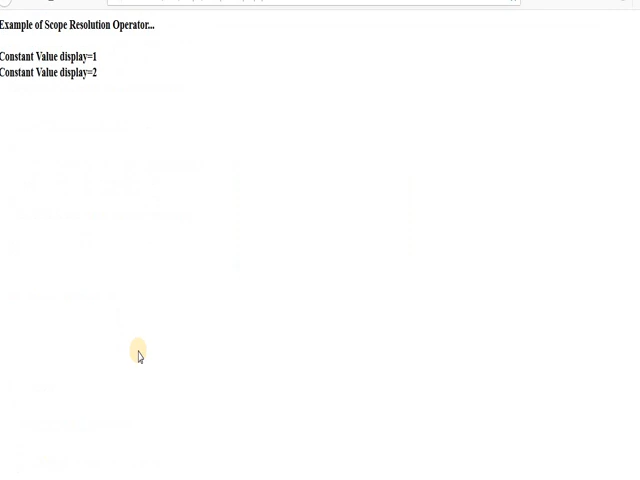 Example of Scope Resolution Operator...
Constant Value display=1
Constant Value display=2